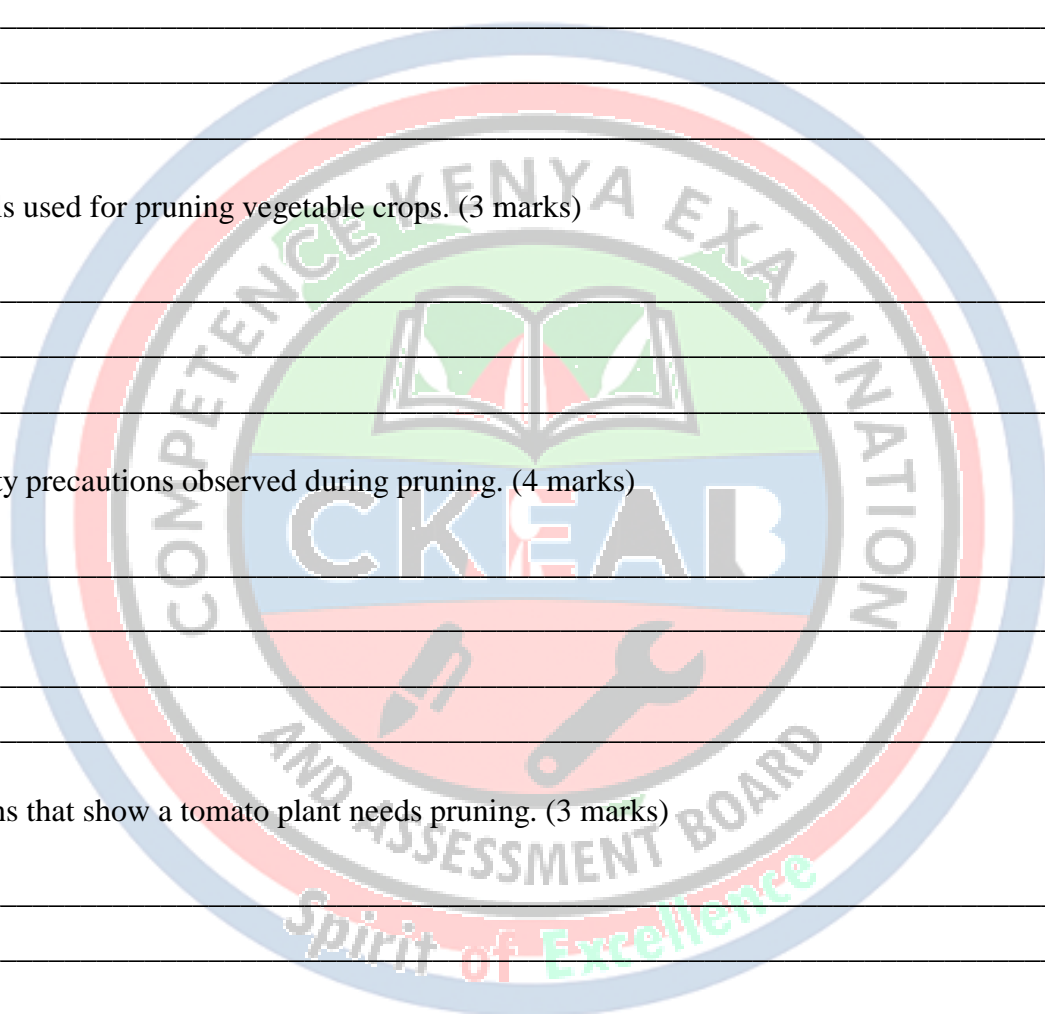 COMPETENCE KENYA EXAMINATION
s used for pruning vegetable crops. (3 marks)
ty precautions observed during pruning. (4 marks)
CKEAB
ns that show a tomato plant needs pruning. (3 marks)
AND ASSESSMENT BOARD
Spirit of Excellence